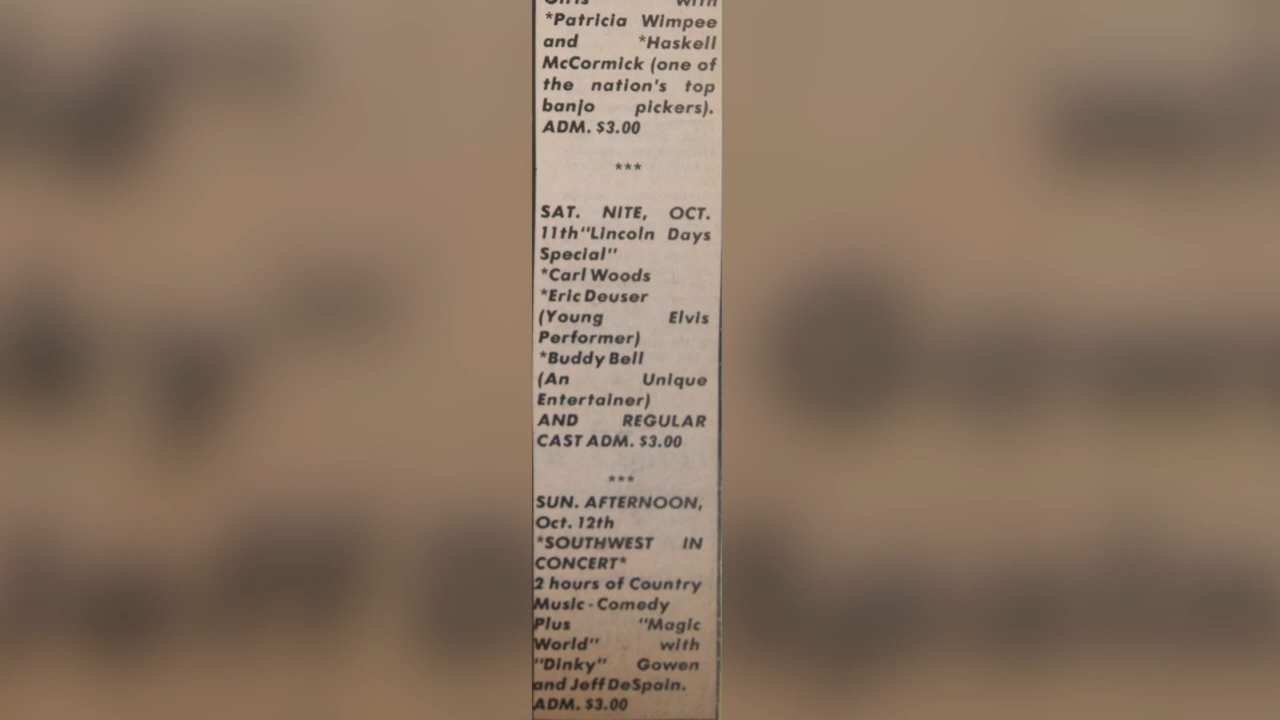 Girls with
*Patricia Wimpee
and *Haskell
McCormick (one of
the nation's top
banjo pickers).
ADM. $3.00
***
SAT. NITE, OCT.
11th"Lincoln Days
Special"
*Carl Woods
*Eric Deuser
(Young Elvis
Performer)
*Buddy Bell
(An Unique
Entertainer)
AND REGULAR
CAST ADM. $3.00
***
SUN. AFTERNOON,
Oct. 12th
*SOUTHWEST IN
CONCERT*
2 hours of Country
Music - Comedy
Plus "Magic
World" with
"Dinky" Gowen
and Jeff DeSpain.
ADM. $3.00